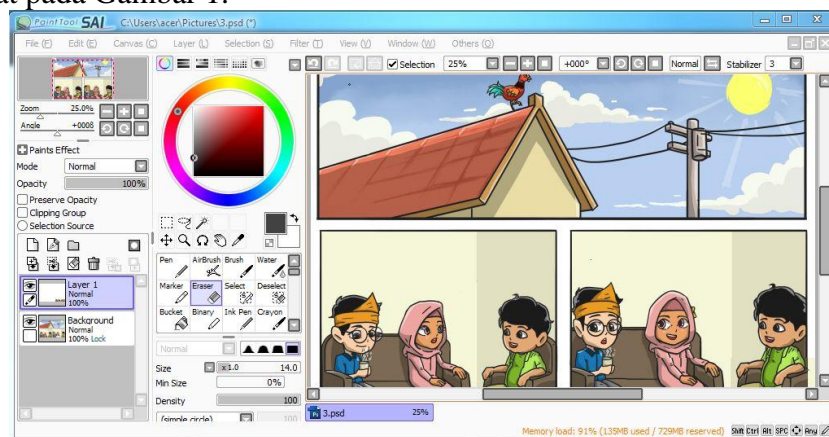 at pada Gambar 1.
PaintTool SAI C:\Users\acer\Pictures\3.psd (*)
File (F) Edit (E) Canvas (C) Layer (L) Selection (S) Filter (T) View (V) Window (W) Others (O)
Selection 25% +000° Normal Stabilizer 3
Zoom 25.0%
Angle
Paints Effect
Mode Normal
Opacity 100%
Preserve Opacity
Clipping Group
Selection Source
Layer 1
Normal
100%
Background
Normal
100% Lock
Pen AirBrush Brush Water
Marker Eraser Select Deselect
Bucket Binary Ink Pen Crayon
Normal
Size x1.0 14.0
Min Size 0%
Density 100
(simple circle) 100
3.psd 25%
Memory load: 91% (135MB used / 729MB reserved) Shift Ctrl Alt SPC Any